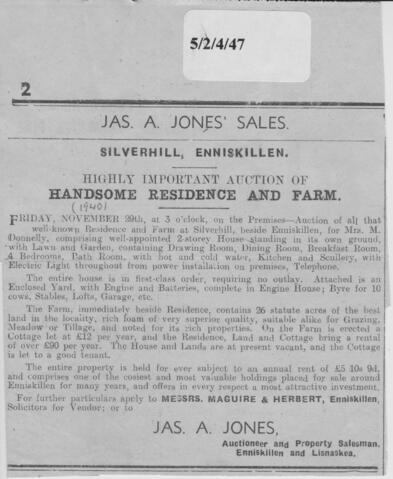 5/2/4/47
2
JAS. A. JONES' SALES.
SILVERHILL, ENNISKILLEN.
HIGHLY IMPORTANT AUCTION OF
HANDSOME RESIDENCE AND FARM.
(1940)
FRIDAY, NOVEMBER 29th, at 3 o'clock, on the Premises—Auction of all that
well-known Residence and Farm at Silverhill, beside Enniskillen, for Mrs. M.
Donnelly, comprising well-appointed 2-storey House standing in its own ground,
with Lawn and Garden, containing Drawing Room, Dining Room, Breakfast Room,
4 Bedrooms, Bath Room, with hot and cold water, Kitchen and Scullery, with
Electric Light throughout from power installation on premises, Telephone.
The entire house is in first-class order, requiring no outlay. Attached is an
Enclosed Yard, with Engine and Batteries, complete in Engine House; Byre for 10
cows, Stables, Lofts, Garage, etc.
The Farm, immediately beside Residence, contains 26 statute acres of the best
land in the locality, rich foam of very superior quality, suitable alike for Grazing,
Meadow or Tillage, and noted for its rich properties. On the Farm is erected a
Cottage let at £12 per year, and the Residence, Land and Cottage bring a rental
of over £90 per year. The House and Lands are at present vacant, and the Cottage
is let to a good tenant.
The entire property is held for ever subject to an annual rent of £5 10s 9d,
and comprises one of the cosiest and most valuable holdings placed for sale around
Enniskillen for many years, and offers in every respect a most attractive investment.
For further particulars apply to MESSRS. MAGUIRE & HERBERT, Enniskillen,
Solicitors for Vendor; or to
JAS. A. JONES,
Auctioneer and Property Salesman,
Enniskillen and Lisnaskea.